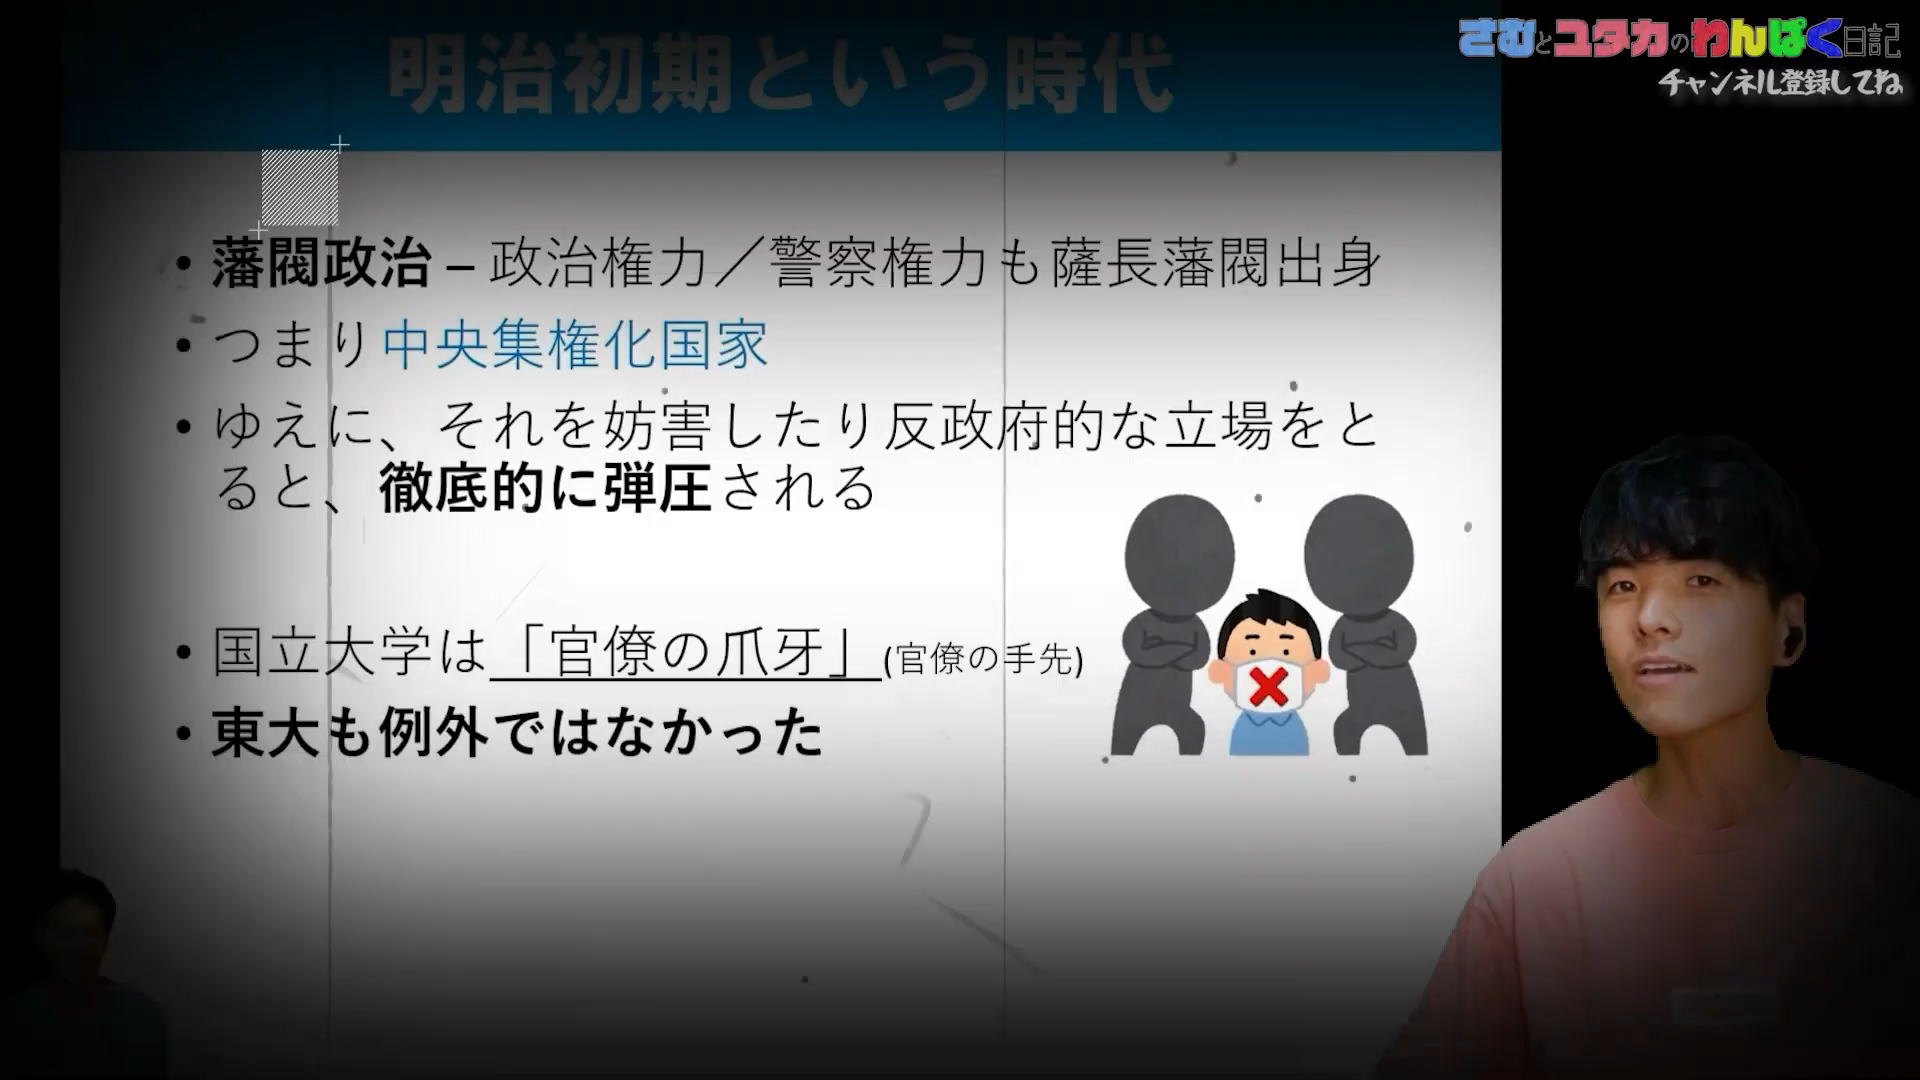 さむとユタカのわんぱく日記
チャンネル登録してね
明治初期という時代
• 藩閥政治 – 政治権力／警察権力も薩長藩閥出身
• つまり中央集権化国家
• ゆえに、それを妨害したり反政府的な立場をと
ると、徹底的に弾圧される
• 国立大学は「官僚の爪牙」(官僚の手先)
• 東大も例外ではなかった